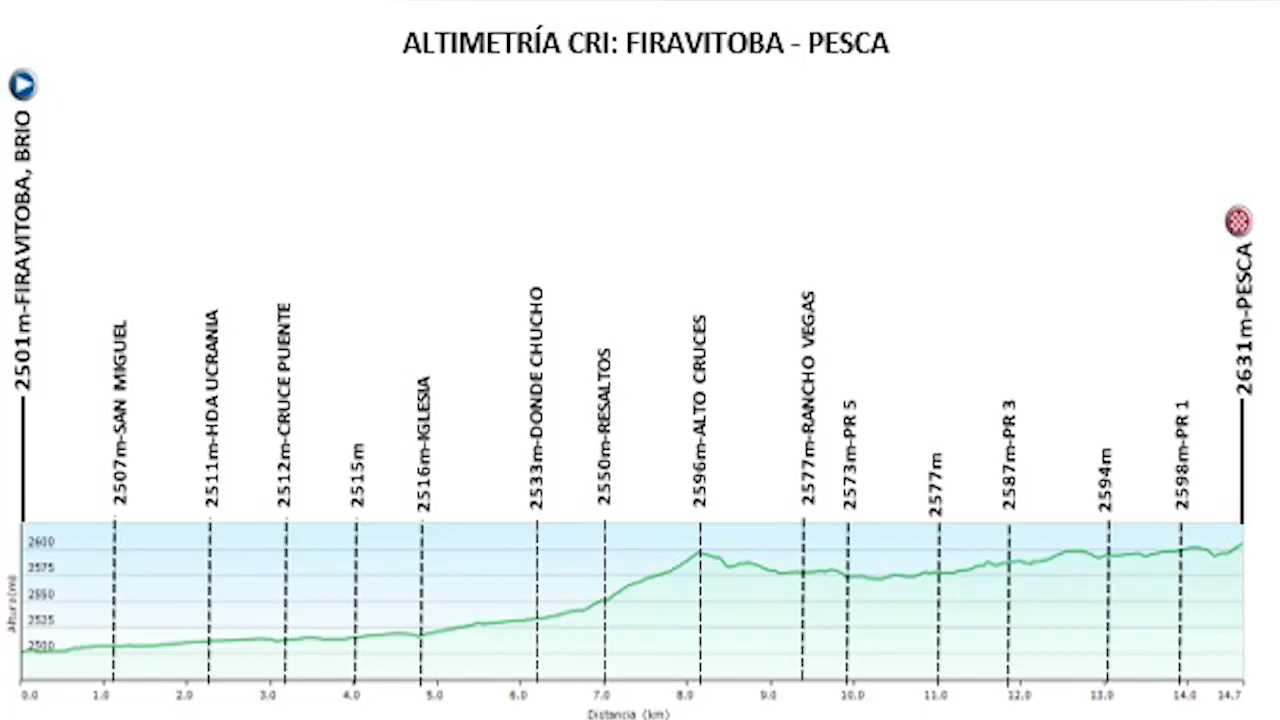 ALTIMETRÍA CRI: FIRAVITOBA - PESCA
2501m-FIRAVITOBA, BRIO
2507m-SAN MIGUEL
2511m-HDA UCRANIA
2512m-CRUCE PUENTE
2515m
2516m-IGLESIA
2533m-DONDE CHUCHO
2550m-RESALTOS
2596m-ALTO CRUCES
2577m-RANCHO VEGAS
2573m-PR 5
2577m
2587m-PR 3
2594m
2598m-PR 1
2631m-PESCA
Altura(m)
2600
2575
2550
2525
2500
0.0 1.0 2.0 3.0 4.0 5.0 6.0 7.0 8.0 9.0 10.0 11.0 12.0 13.0 14.0 14.7
Distancia (km)